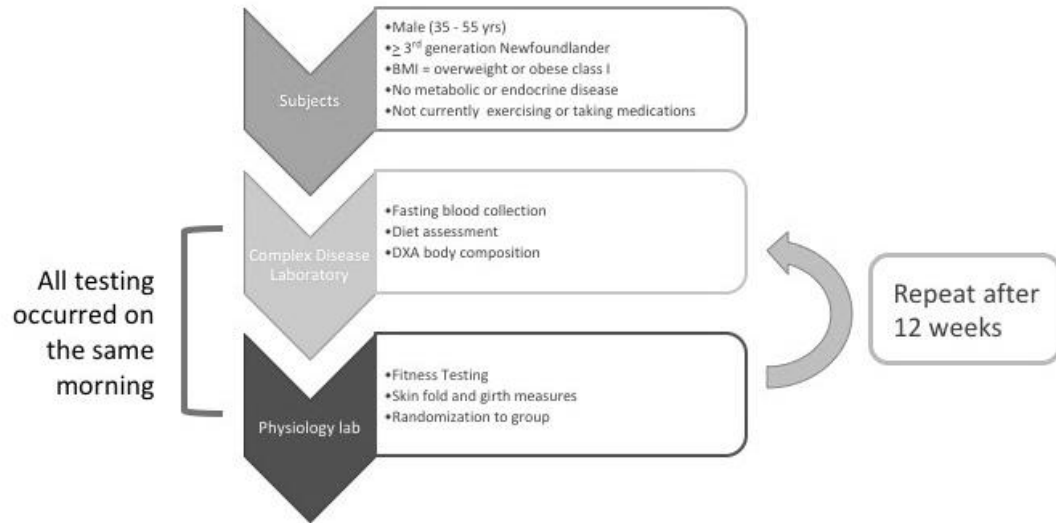 •Male (35 - 55 yrs)
•≥ 3rd generation Newfoundlander
•BMI = overweight or obese class I
•No metabolic or endocrine disease
•Not currently exercising or taking medications
Subjects
•Fasting blood collection
•Diet assessment
•DXA body composition
Complex Disease
Laboratory
All testing
occurred on
the same
morning
Repeat after
12 weeks
•Fitness Testing
•Skin fold and girth measures
•Randomization to group
Physiology lab